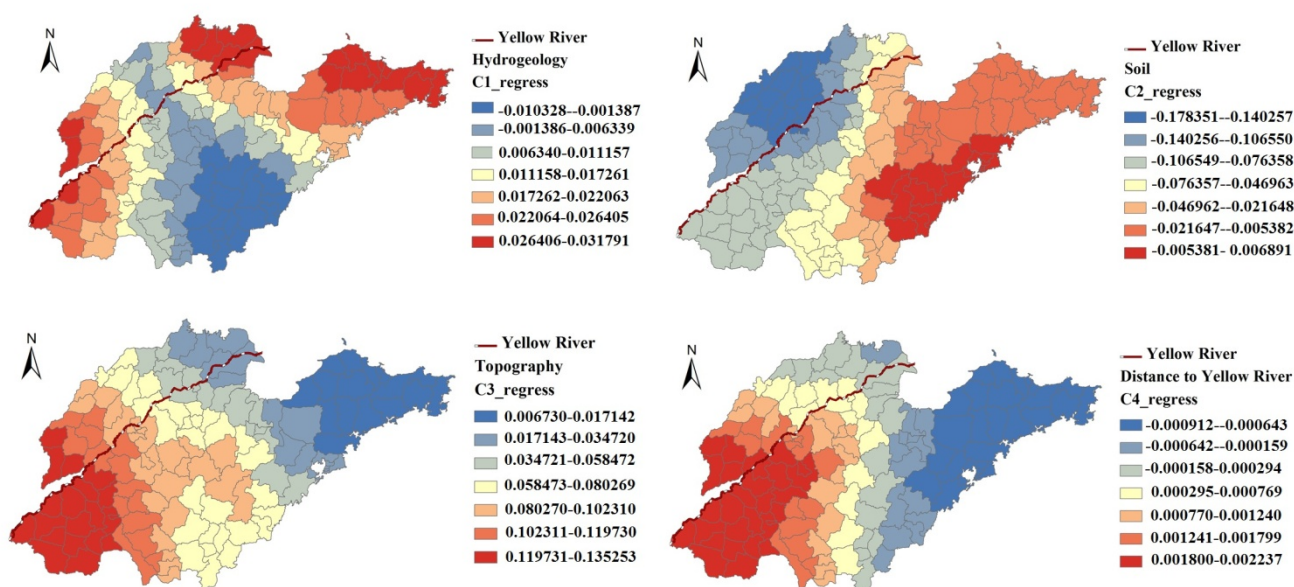 N
Yellow River
Hydrogeology
C1_regress
-0.010328--0.001387
-0.001386-0.006339
0.006340-0.011157
0.011158-0.017261
0.017262-0.022063
0.022064-0.026405
0.026406-0.031791
N
Yellow River
Soil
C2_regress
-0.178351--0.140257
-0.140256--0.106550
-0.106549--0.076358
-0.076357--0.046963
-0.046962--0.021648
-0.021647--0.005382
-0.005381- 0.006891
N
Yellow River
Topography
C3_regress
0.006730-0.017142
0.017143-0.034720
0.034721-0.058472
0.058473-0.080269
0.080270-0.102310
0.102311-0.119730
0.119731-0.135253
N
Yellow River
Distance to Yellow River
C4_regress
-0.000912--0.000643
-0.000642--0.000159
-0.000158-0.000294
0.000295-0.000769
0.000770-0.001240
0.001241-0.001799
0.001800-0.002237